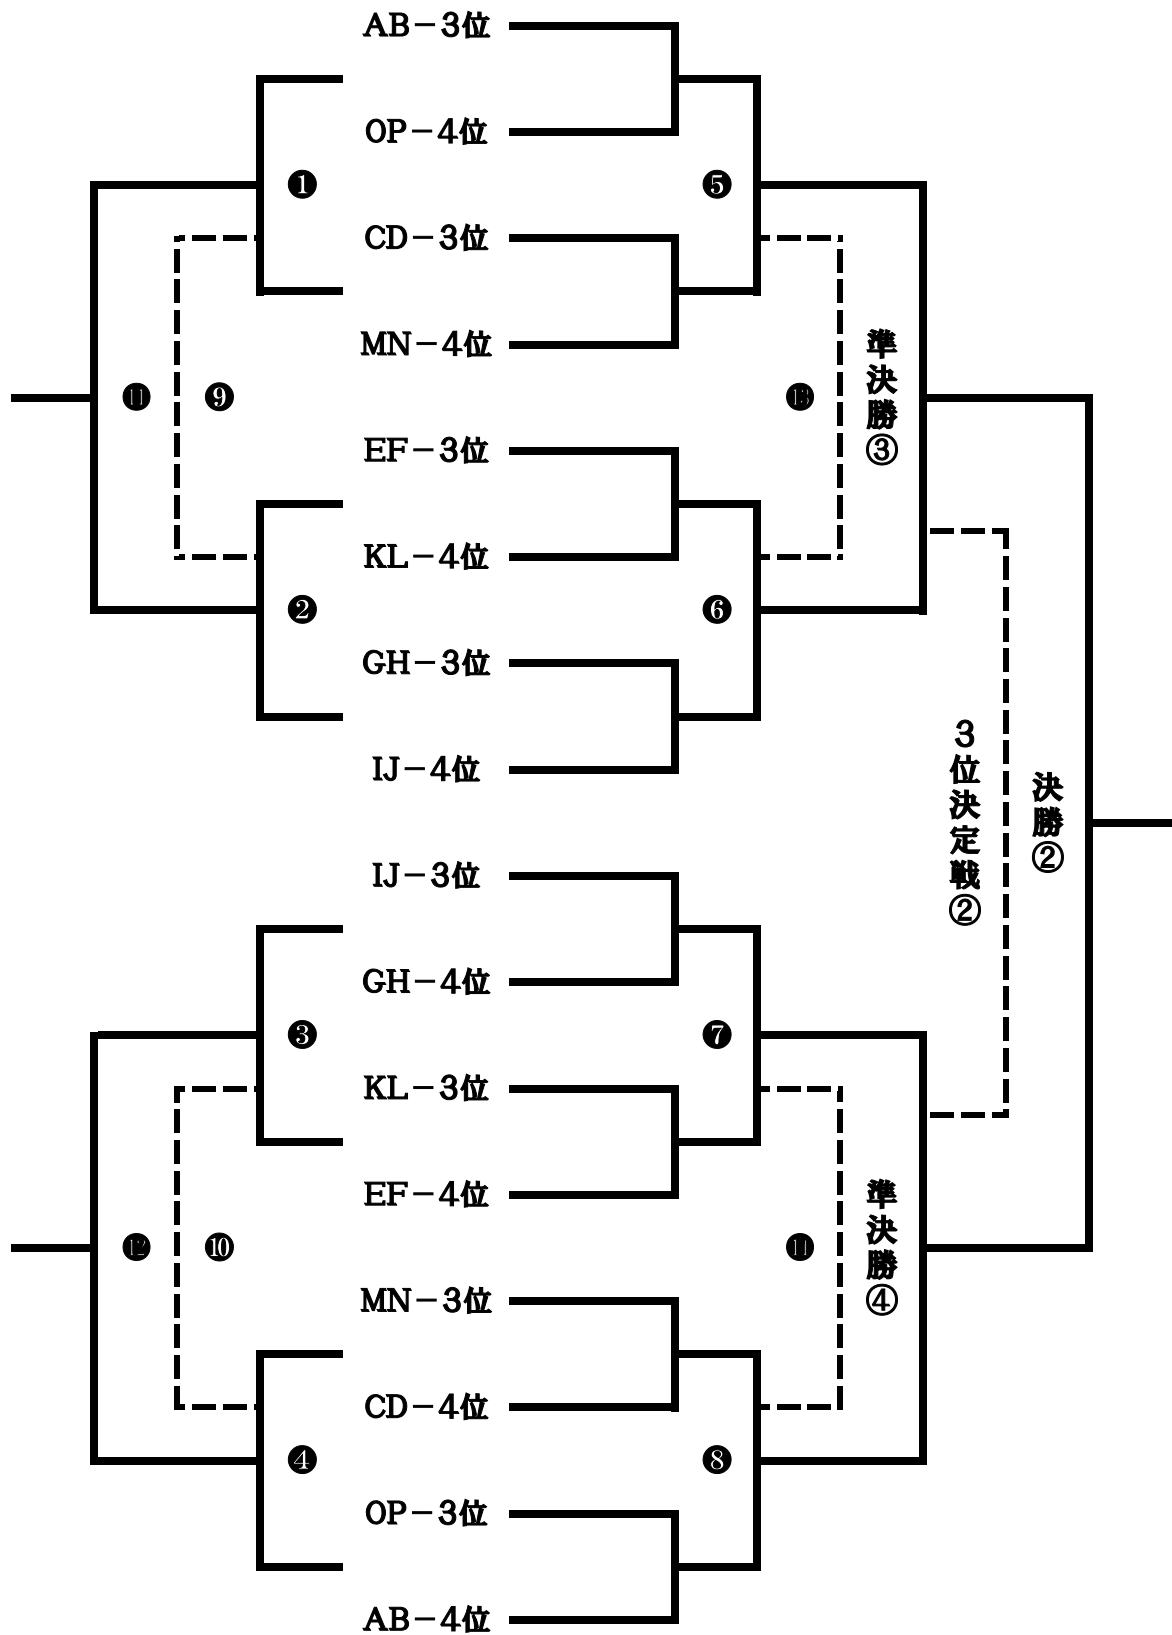 AB－3位
OP－4位
❶
❺
CD－3位
MN－4位
準決勝③
⓫
❾
⓭
EF－3位
KL－4位
❷
❻
GH－3位
3位決定戦②
IJ－4位
決勝②
IJ－3位
GH－4位
❸
❼
KL－3位
EF－4位
準決勝④
⓬
❿
⓫
MN－3位
CD－4位
❹
❽
OP－3位
AB－4位